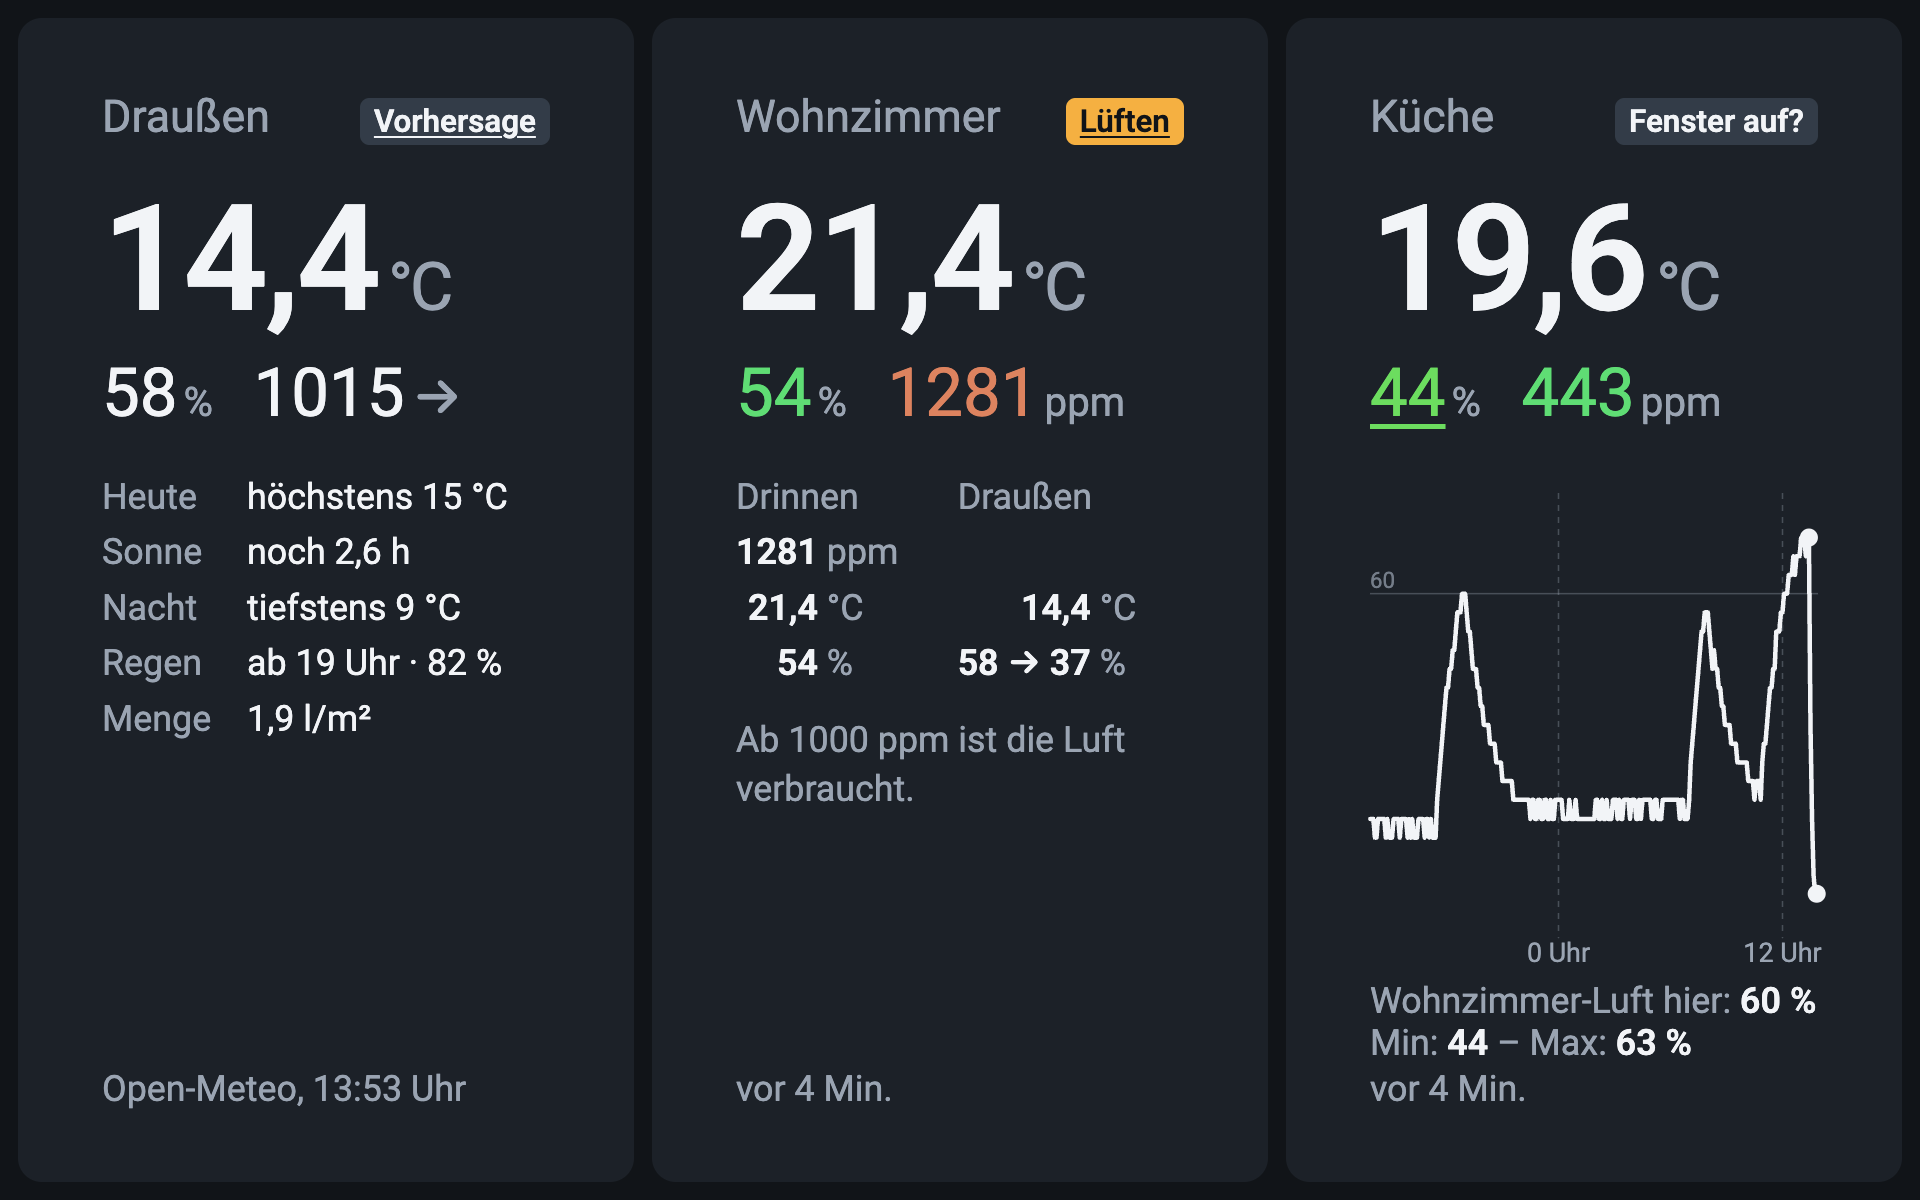 Draußen Vorhersage
14,4 °C
58 % 1015 →
Heute höchstens 15 °C
Sonne noch 2,6 h
Nacht tiefstens 9 °C
Regen ab 19 Uhr · 82 %
Menge 1,9 l/m²
Open-Meteo, 13:53 Uhr
Wohnzimmer Lüften
21,4 °C
54 % 1281 ppm
Drinnen Draußen
1281 ppm
21,4 °C 14,4 °C
54 % 58 → 37 %
Ab 1000 ppm ist die Luft
verbraucht.
vor 4 Min.
Küche Fenster auf?
19,6 °C
44 % 443 ppm
60
0 Uhr 12 Uhr
Wohnzimmer-Luft hier: 60 %
Min: 44 – Max: 63 %
vor 4 Min.